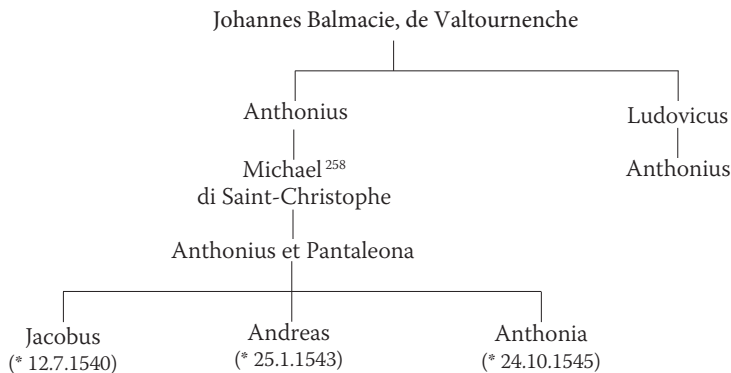 Johannes Balmacie, de Valtournenche
Anthonius
Ludovicus
Michael 258
di Saint-Christophe
Anthonius
Anthonius et Pantaleona
Jacobus
(* 12.7.1540)
Andreas
(* 25.1.1543)
Anthonia
(* 24.10.1545)